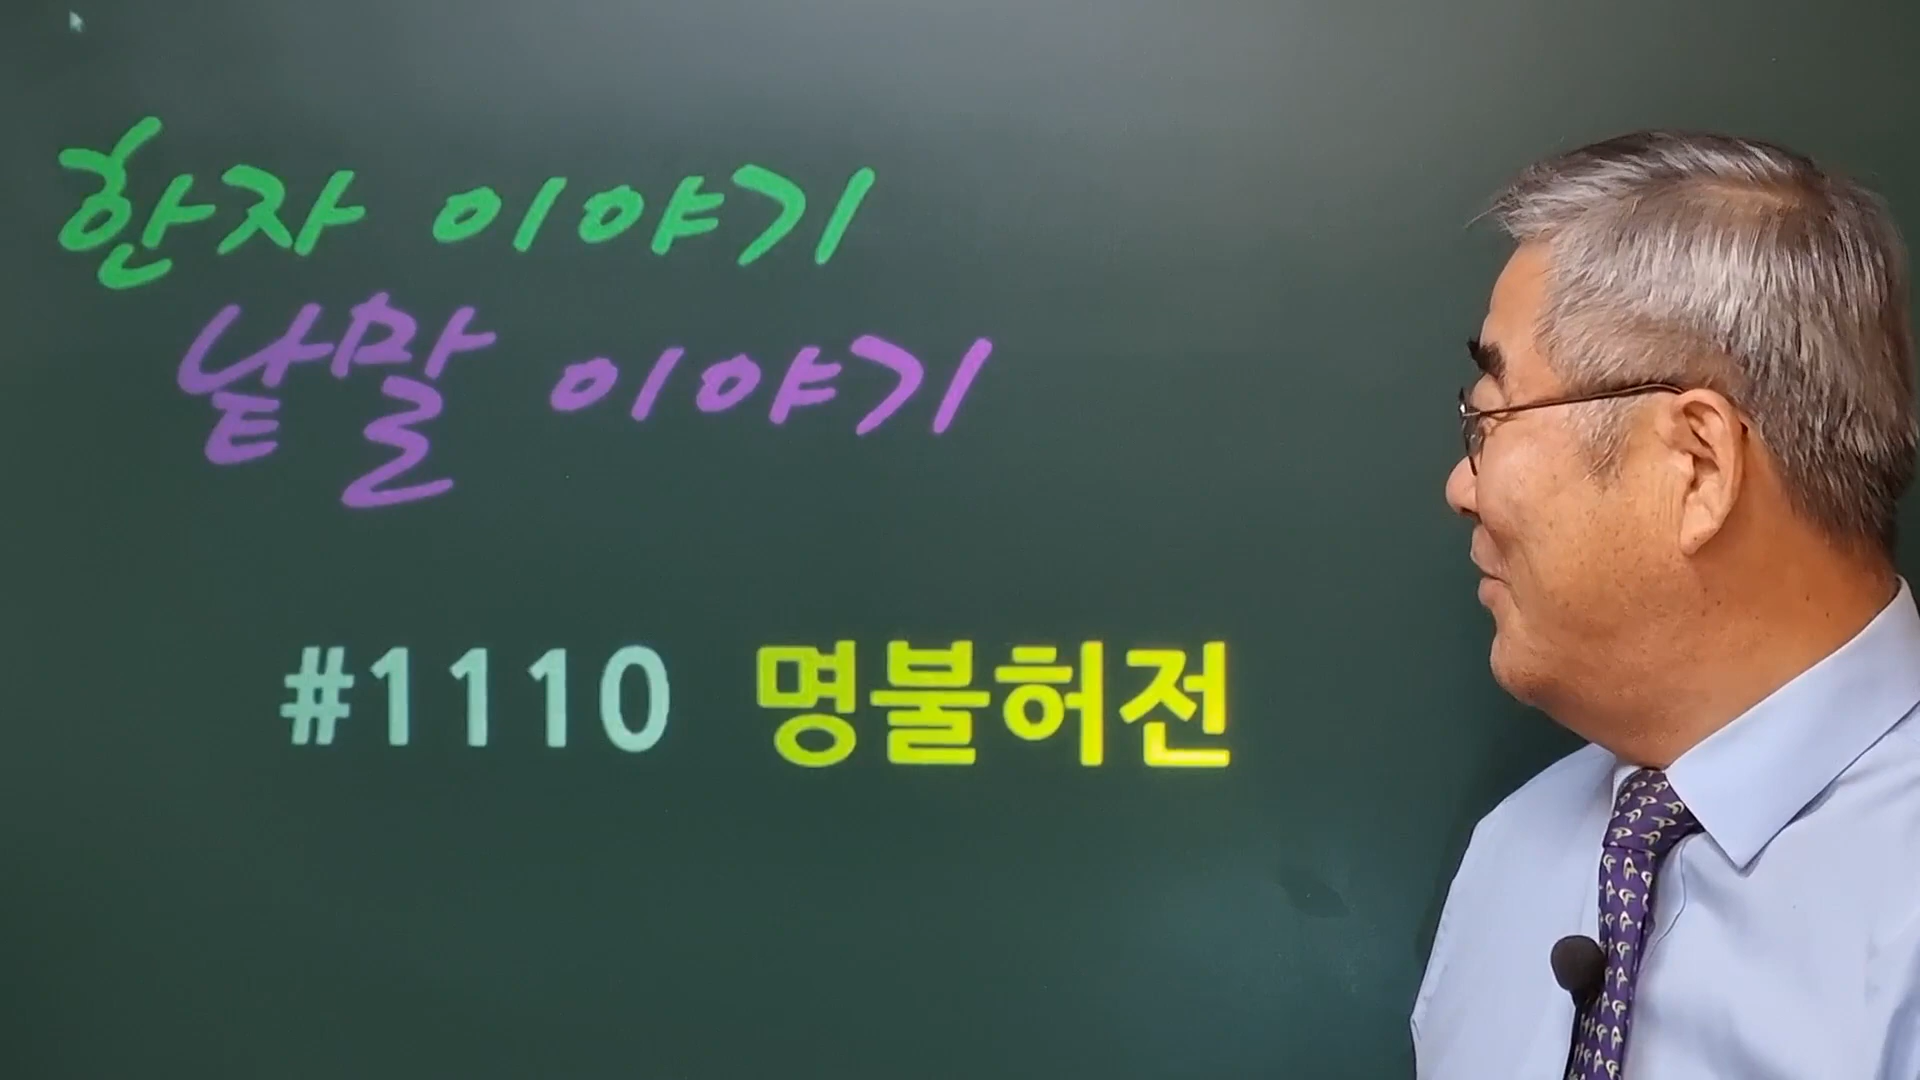 한자 이야기
낱말 이야기
#1110 명불허전